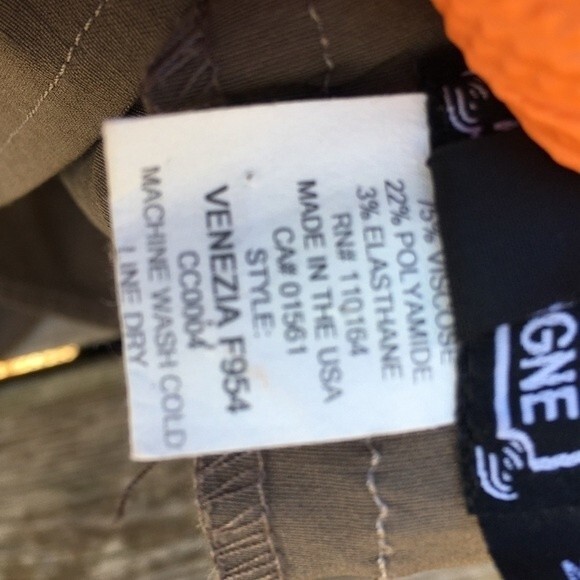 75% VISCOSE
22% POLYAMIDE
3% ELASTHANE
RN# 110164
MADE IN THE USA
CA# 01561
STYLE:
VENEZIA F954
CC0004
MACHINE WASH COLD
LINE DRY
GNE